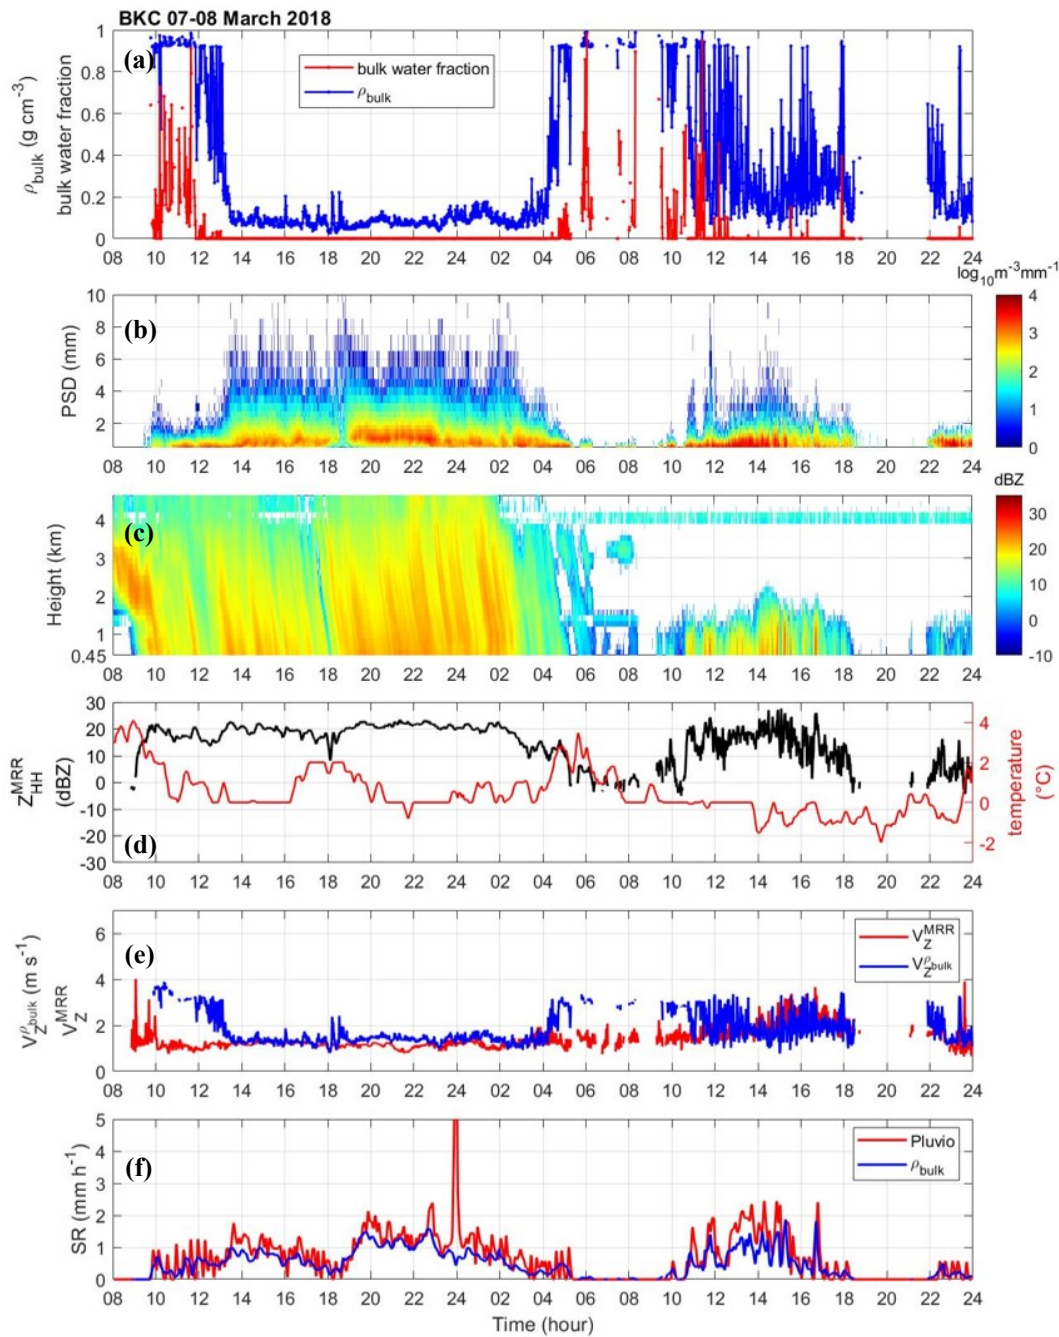 BKC 07-08 March 2018
(a)
bulk water fraction
ρbulk
ρbulk (g cm-3)
bulk water fraction
1
0.8
0.6
0.4
0.2
0
08 10 12 14 16 18 20 22 24 02 04 06 08 10 12 14 16 18 20 22 24
log10m-3mm-1
(b)
PSD (mm)
10
8
6
4
2
4
3
2
1
0
08 10 12 14 16 18 20 22 24 02 04 06 08 10 12 14 16 18 20 22 24
dBZ
(c)
Height (km)
4
3
2
1
0.45
30
20
10
0
-10
08 10 12 14 16 18 20 22 24 02 04 06 08 10 12 14 16 18 20 22 24
(d)
ZHHMRR
(dBZ)
30
20
10
0
-10
-20
-30
4
2
0
-2
temperature
(°C)
08 10 12 14 16 18 20 22 24 02 04 06 08 10 12 14 16 18 20 22 24
(e)
VZρbulk (m s-1)
VZMRR
6
4
2
0
VZMRR
VZρbulk
08 10 12 14 16 18 20 22 24 02 04 06 08 10 12 14 16 18 20 22 24
(f)
SR (mm h-1)
5
4
3
2
1
0
Pluvio
ρbulk
08 10 12 14 16 18 20 22 24 02 04 06 08 10 12 14 16 18 20 22 24
Time (hour)